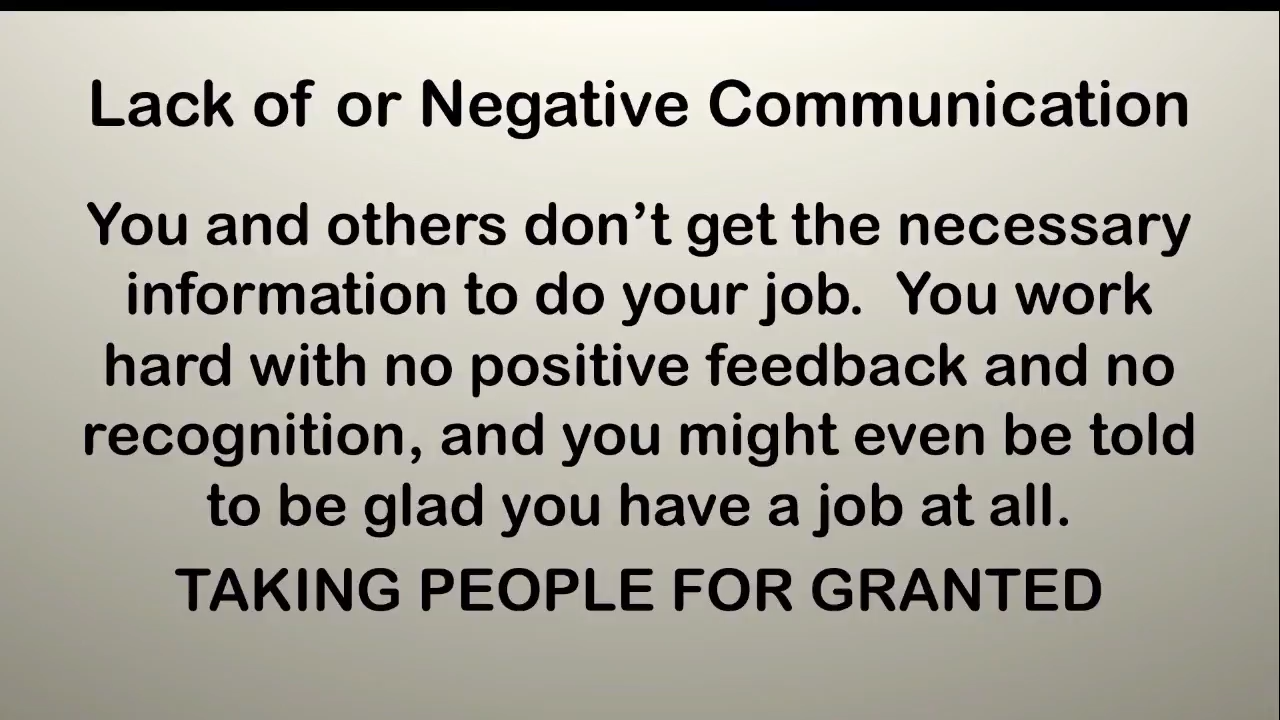 Lack of or Negative Communication
You and others don’t get the necessary
information to do your job.  You work
hard with no positive feedback and no
recognition, and you might even be told
to be glad you have a job at all.
TAKING PEOPLE FOR GRANTED